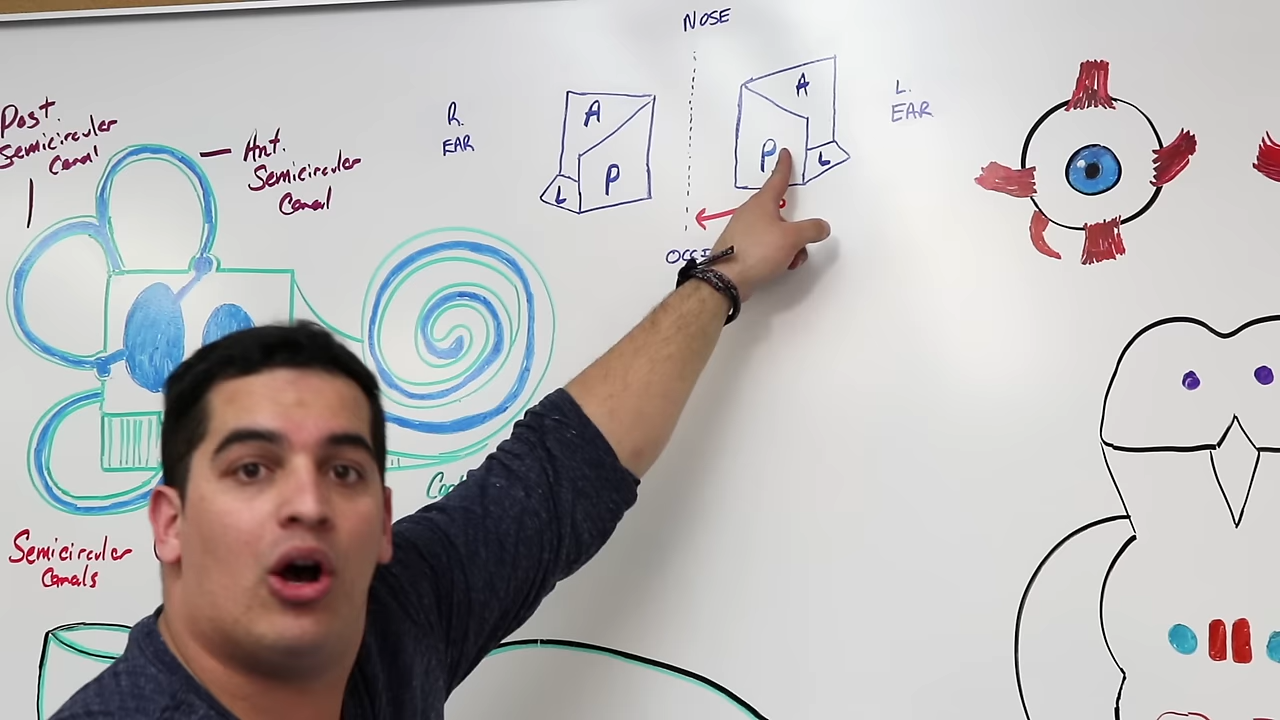 NOSE
Post.
Semicircular
Canal
Ant.
Semicircular
Canal
R.
EAR
A
P
L
A
P
L
L.
EAR
Semicircular
Canals